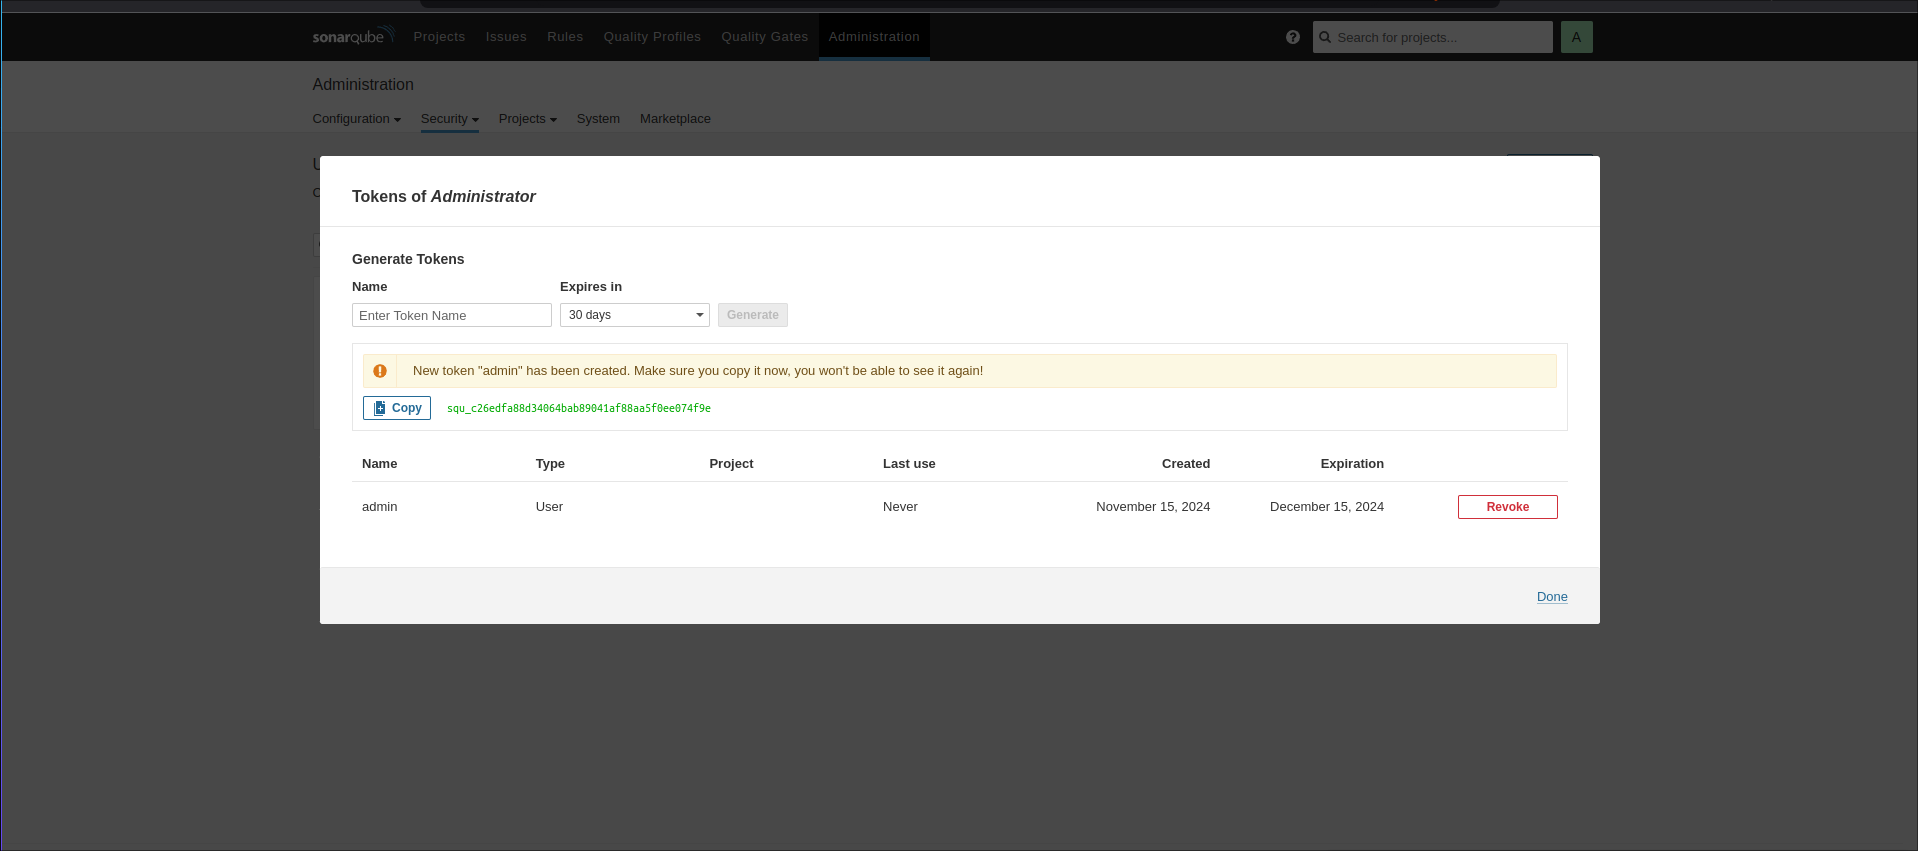 sonarqube Projects Issues Rules Quality Profiles Quality Gates Administration Search for projects... A
Administration
Configuration Security Projects System Marketplace
Tokens of Administrator
Generate Tokens
Name Expires in
Enter Token Name 30 days Generate
New token "admin" has been created. Make sure you copy it now, you won't be able to see it again!
Copy squ_c26edfa88d34064bab89041af88aa5f0ee074f9e
Name Type Project Last use Created Expiration
admin User Never November 15, 2024 December 15, 2024 Revoke
Done